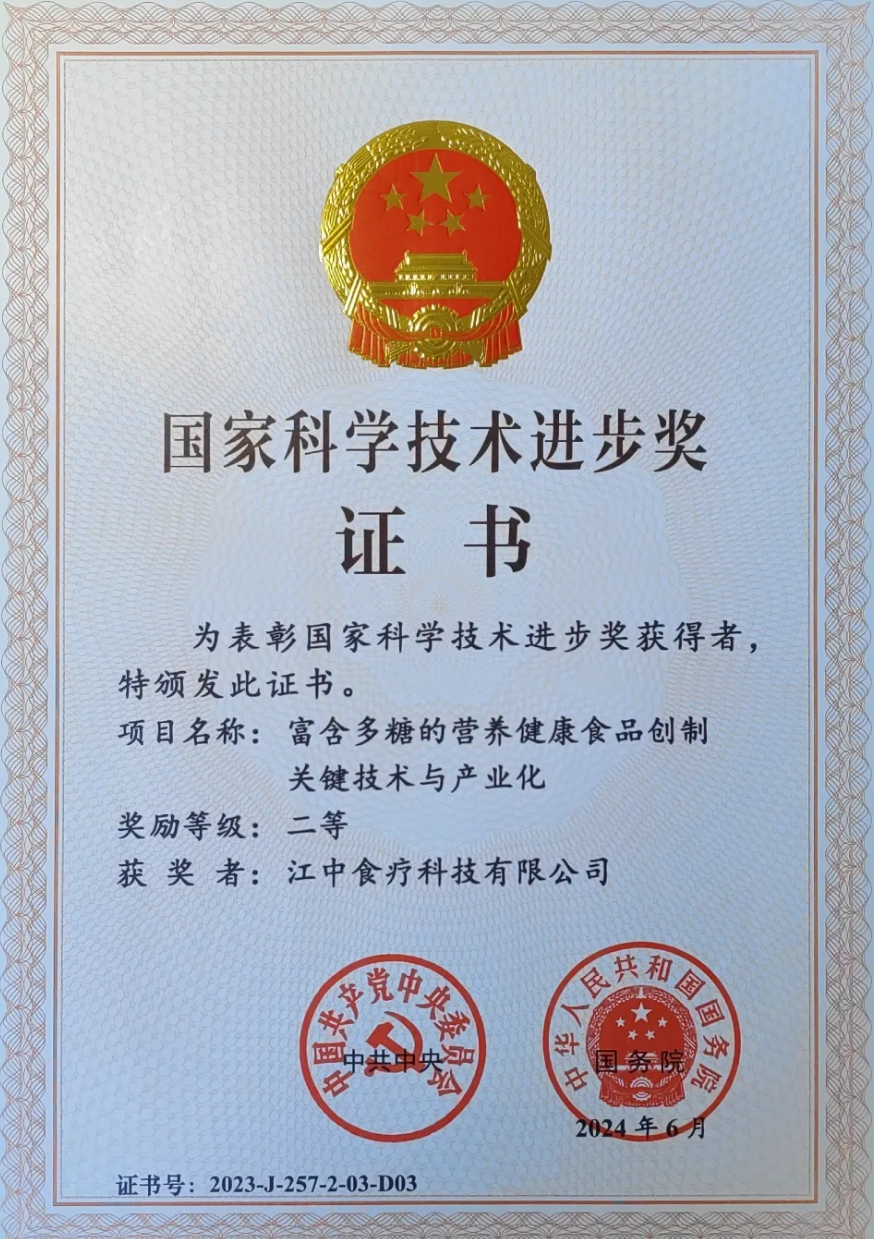 国家科学技术进步奖
证 书
为表彰国家科学技术进步奖获得者，
特颁发此证书。
项目名称：富含多糖的营养健康食品创制
关键技术与产业化
奖励等级：二等
获 奖 者：江中食疗科技有限公司
中国共产党中央委员会
中共中央
中华人民共和国国务院
国务院
2024 年 6 月
证书号：2023-J-257-2-03-D03